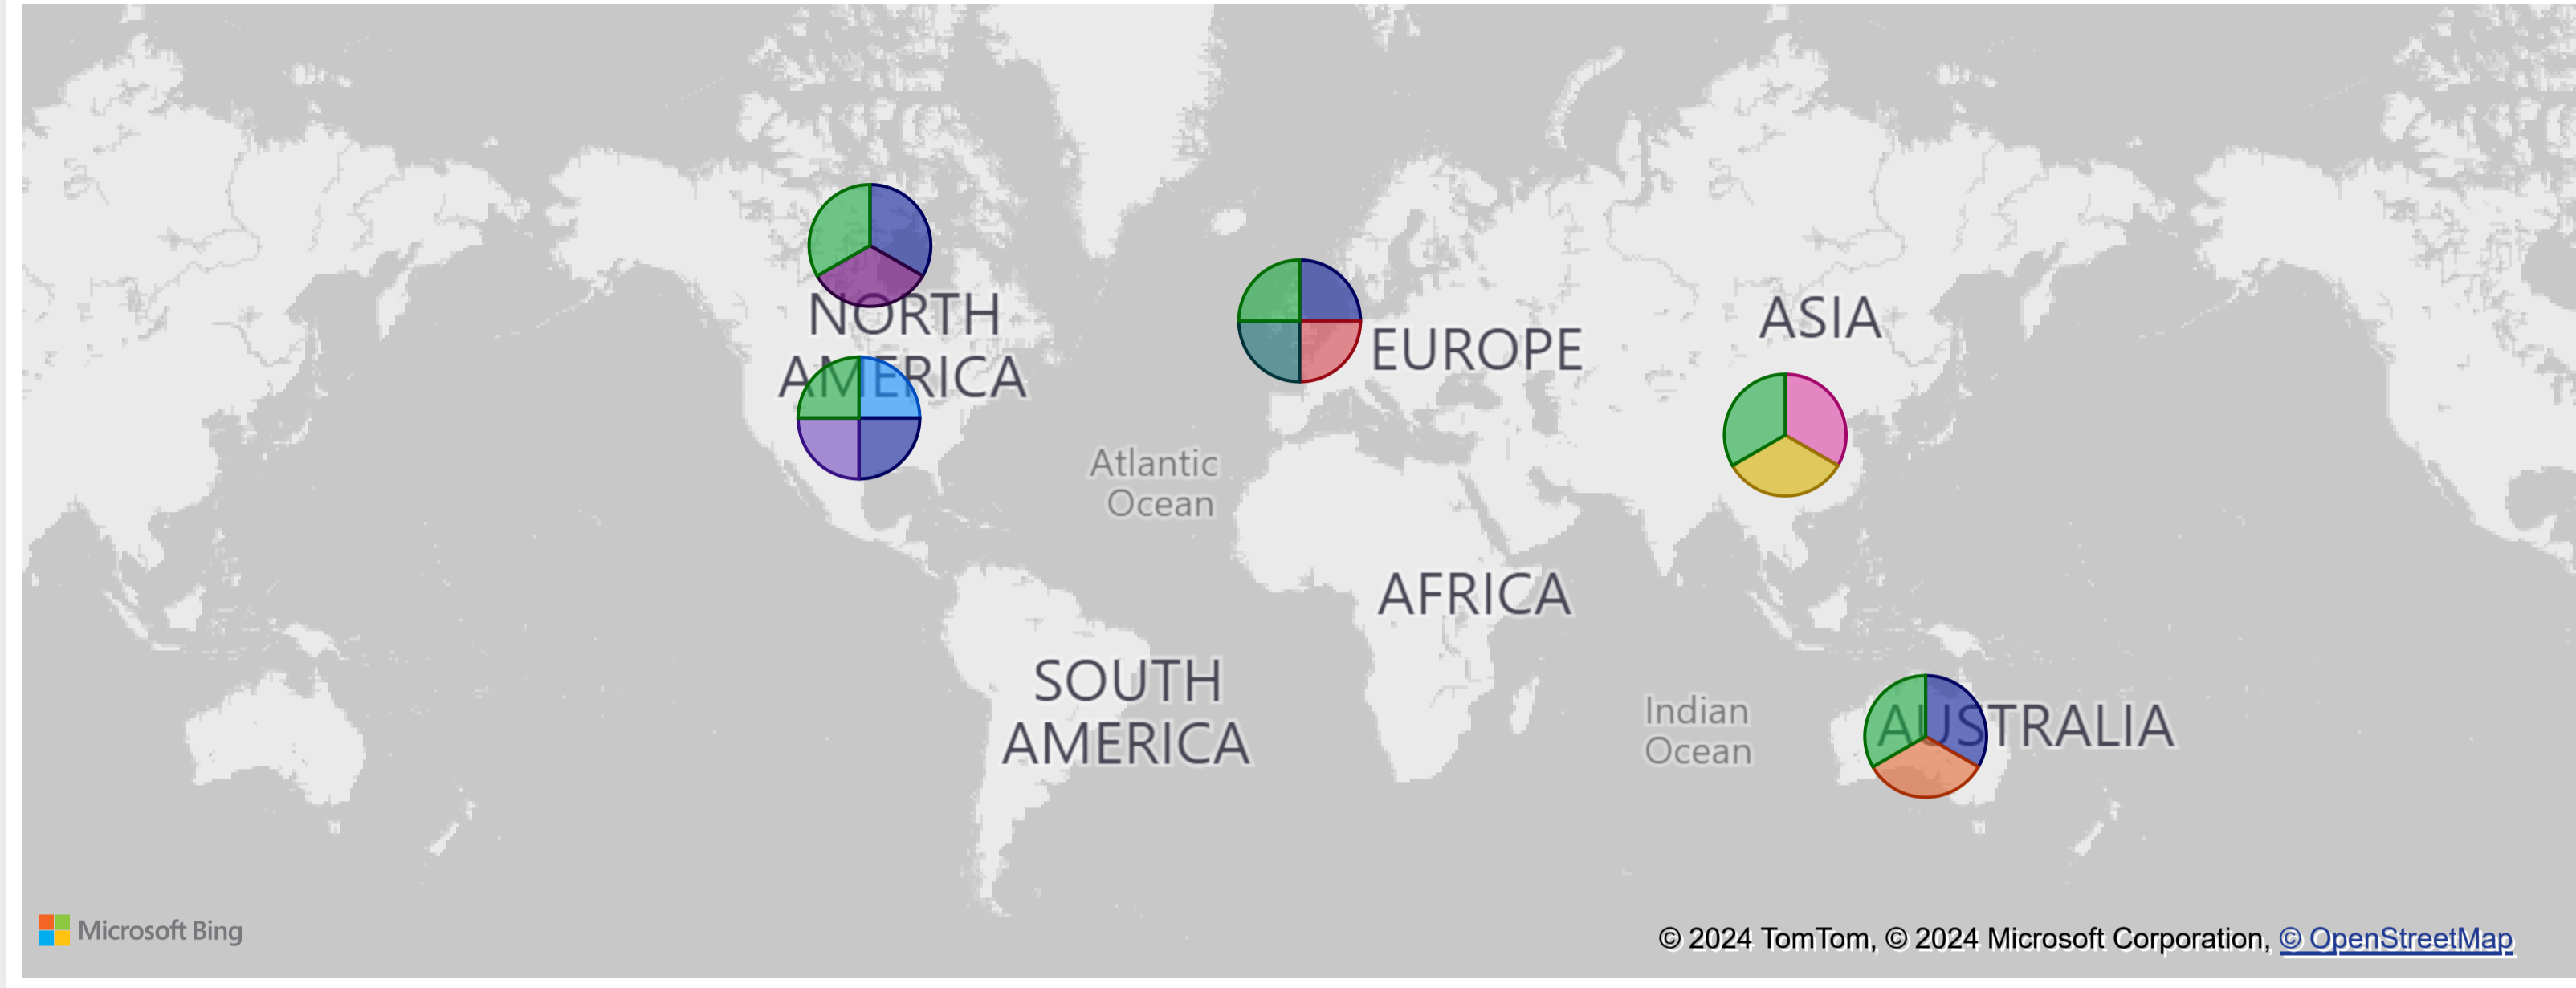 NORTH
AMERICA
EUROPE
ASIA
Atlantic
Ocean
AFRICA
SOUTH
AMERICA
Indian
Ocean
AUSTRALIA
Microsoft Bing
© 2024 TomTom, © 2024 Microsoft Corporation, © OpenStreetMap